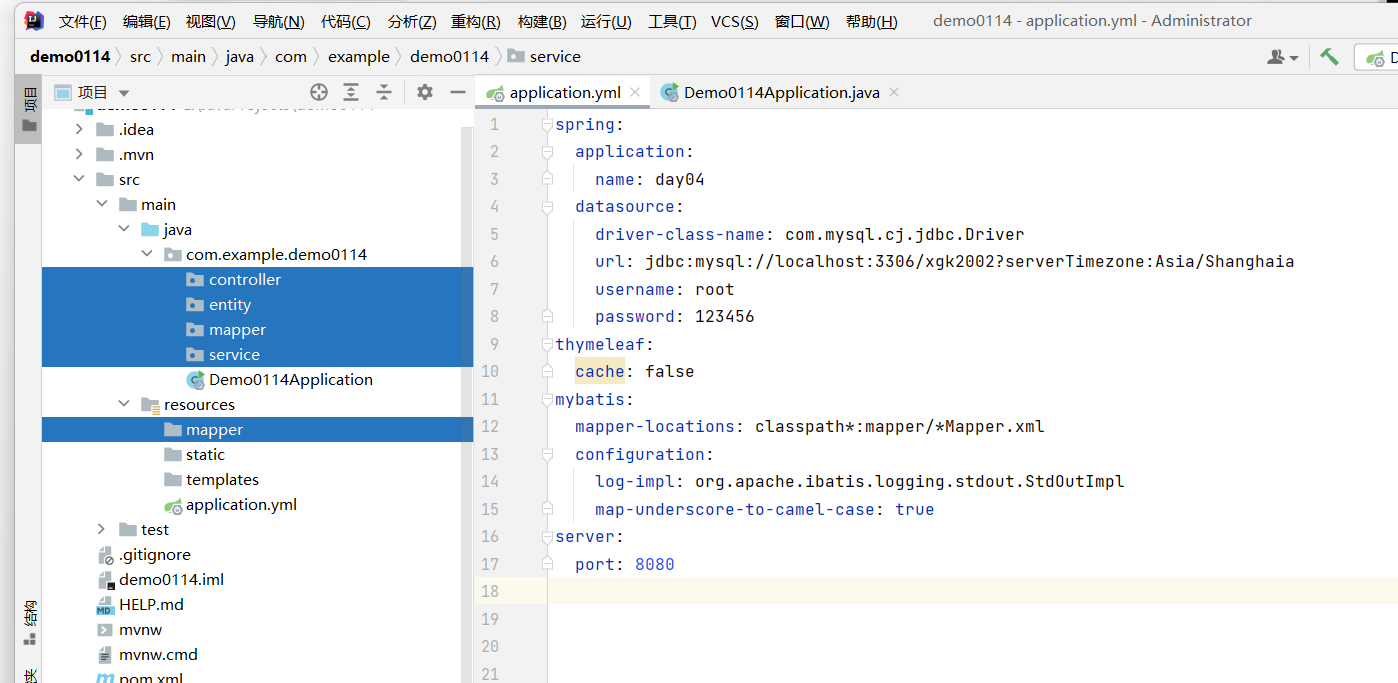 文件(F) 编辑(E) 视图(V) 导航(N) 代码(C) 分析(Z) 重构(R) 构建(B) 运行(U) 工具(T) VCS(S) 窗口(W) 帮助(H) demo0114 - application.yml - Administrator
demo0114 src main java com example demo0114 service
项目
项目
application.yml
Demo0114Application.java
.idea
.mvn
src
main
java
com.example.demo0114
controller
entity
mapper
service
Demo0114Application
resources
mapper
static
templates
application.yml
test
.gitignore
demo0114.iml
HELP.md
mvnw
mvnw.cmd
pom.xml
结构
1 spring:
2 application:
3 name: day04
4 datasource:
5 driver-class-name: com.mysql.cj.jdbc.Driver
6 url: jdbc:mysql://localhost:3306/xgk2002?serverTimezone:Asia/Shanghaia
7 username: root
8 password: 123456
9 thymeleaf:
10 cache: false
11 mybatis:
12 mapper-locations: classpath*:mapper/*Mapper.xml
13 configuration:
14 log-impl: org.apache.ibatis.logging.stdout.StdOutImpl
15 map-underscore-to-camel-case: true
16 server:
17 port: 8080
18
19
20
21